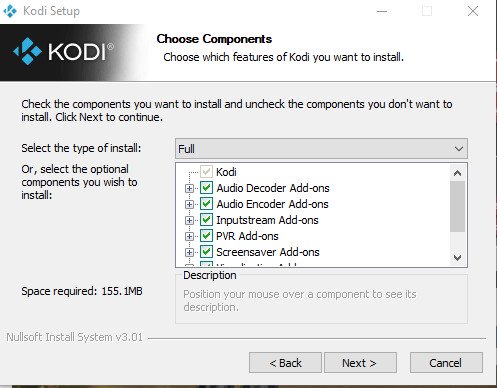 Kodi Setup
KODI®
Choose Components
Choose which features of Kodi you want to install.
Check the components you want to install and uncheck the components you don't want to
install. Click Next to continue.
Select the type of install:
Full
Or, select the optional
components you wish to
install:
Kodi
Audio Decoder Add-ons
Audio Encoder Add-ons
Inputstream Add-ons
PVR Add-ons
Screensaver Add-ons
Description
Position your mouse over a component to see its
description.
Space required: 155.1MB
Nullsoft Install System v3.01
< Back
Next >
Cancel